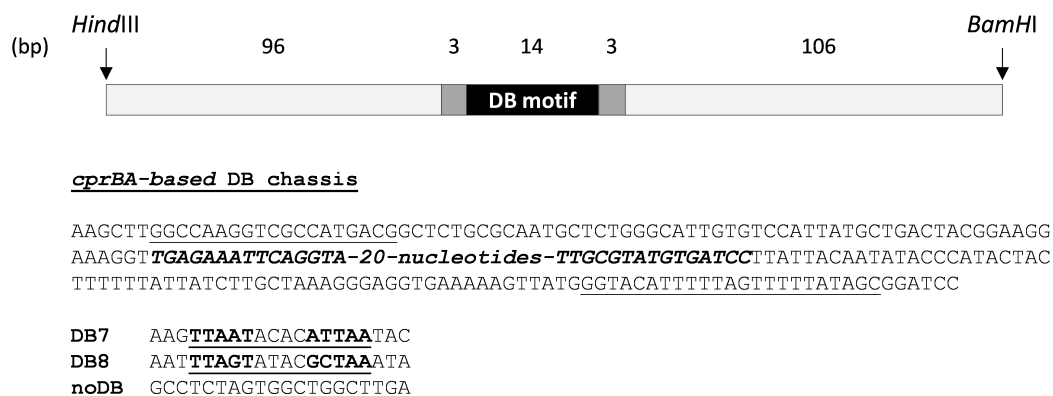 HindIII BamHI
(bp) 96 3 14 3 106
DB motif
cprBA-based DB chassis
AAGCTTGGCCAAGGTCGCCATGACGGCTCTGCGCAATGCTCTGGGCATTGTGTCCATTATGCTGACTACGGAAGG
AAAGGTTGAGAAATTCAGGTA-20-nucleotides-TTGCGTATGTGATCCTTATTACAATATACCCATACTAC
TTTTTTATTATCTTGCTAAAGGGAGGTGAAAAAGTTATGGGTACATTTTTAGTTTTTATAGCGGATCC
DB7 AAGTTAATACACATTAATAC
DB8 AATTTAGTATACGCTAAATA
noDB GCCTCTAGTGGCTGGCTTGA